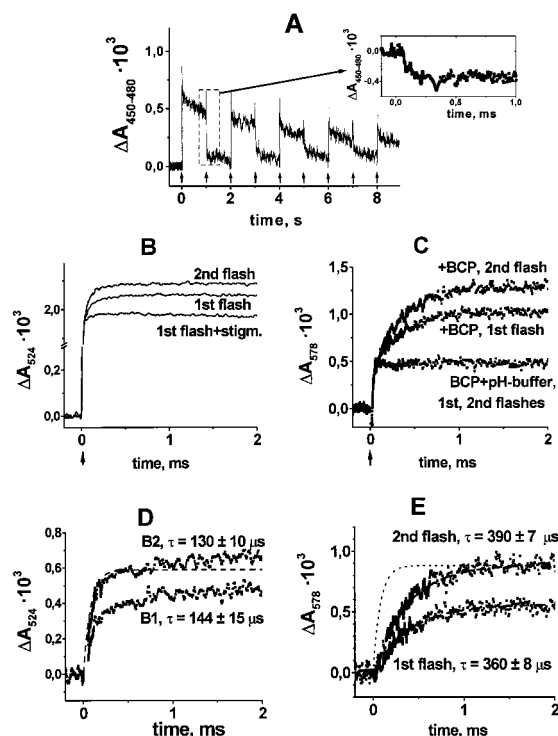 A
ΔA450-480 ·10³
1,0
0,5
0,0
0 2 4 6 8
time, s
ΔA450-480 ·10³
0,0
-0,4
0,0 0,5 1,0
time, ms
B
ΔA524 ·10³
2,0
0,2
0,0
2nd flash
1st flash
1st flash+stigm.
0 1 2
time, ms
C
ΔA578 ·10³
1,5
1,0
0,5
0,0
+BCP, 2nd flash
+BCP, 1st flash
BCP+pH-buffer,
1st, 2nd flashes
0 1 2
time, ms
D
ΔA524 ·10³
0,8
0,6
0,4
0,2
0,0
B2, τ = 130 ± 10 μs
B1, τ = 144 ± 15 μs
0 1 2
time, ms
E
ΔA578 ·10³
1,0
0,5
0,0
2nd flash, τ = 390 ± 7 μs
1st flash, τ = 360 ± 8 μs
0 1 2
time, ms